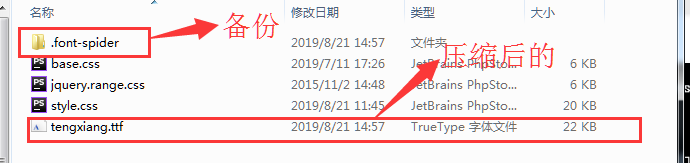 名称 修改日期 类型 大小
备份
.font-spider 2019/8/21 14:57 文件夹
压缩后的
base.css 2019/7/11 17:26 JetBrains PhpSto... 6 KB
jquery.range.css 2015/11/2 14:48 JetBrains PhpSto... 6 KB
style.css 2019/8/21 11:45 JetBrains PhpSto... 20 KB
tengxiang.ttf 2019/8/21 14:57 TrueType 字体文件 22 KB